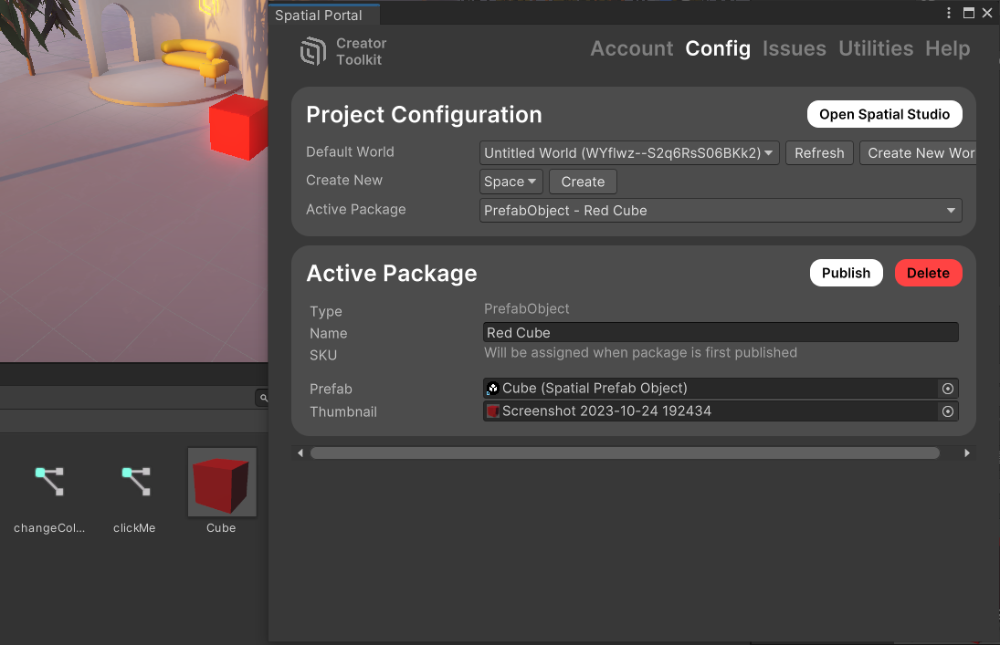 Spatial Portal
Creator
Toolkit
Account Config Issues Utilities Help
Project Configuration
Open Spatial Studio
Default World
Untitled World (WYflwz--S2q6RsS06BKk2)
Refresh
Create New Wor
Create New
Space
Create
Active Package
PrefabObject - Red Cube
Active Package
Publish
Delete
Type
PrefabObject
Name
Red Cube
SKU
Will be assigned when package is first published
Prefab
Cube (Spatial Prefab Object)
Thumbnail
Screenshot 2023-10-24 192434
changeCol...
clickMe
Cube